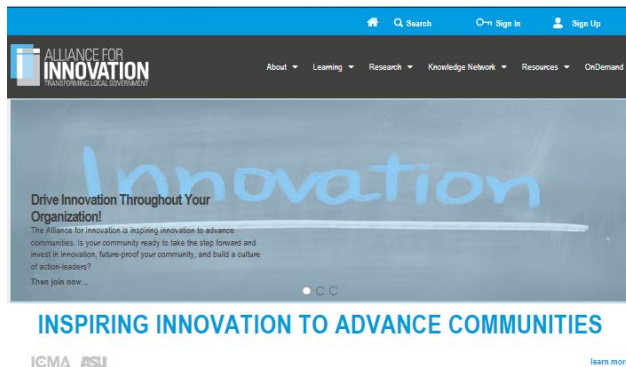 Search Sign In Sign Up
ALLIANCE FOR
INNOVATION
TRANSFORMING LOCAL GOVERNMENT
About Learning Research Knowledge Network Resources OnDemand
Innovation
Drive Innovation Throughout Your
Organization!
The Alliance for Innovation is inspiring innovation to advance
communities. Is your community ready to take the step forward and
invest in innovation, future-proof your community, and build a culture
of action-leaders?
Then join now...
INSPIRING INNOVATION TO ADVANCE COMMUNITIES
ICMA ASU
learn more